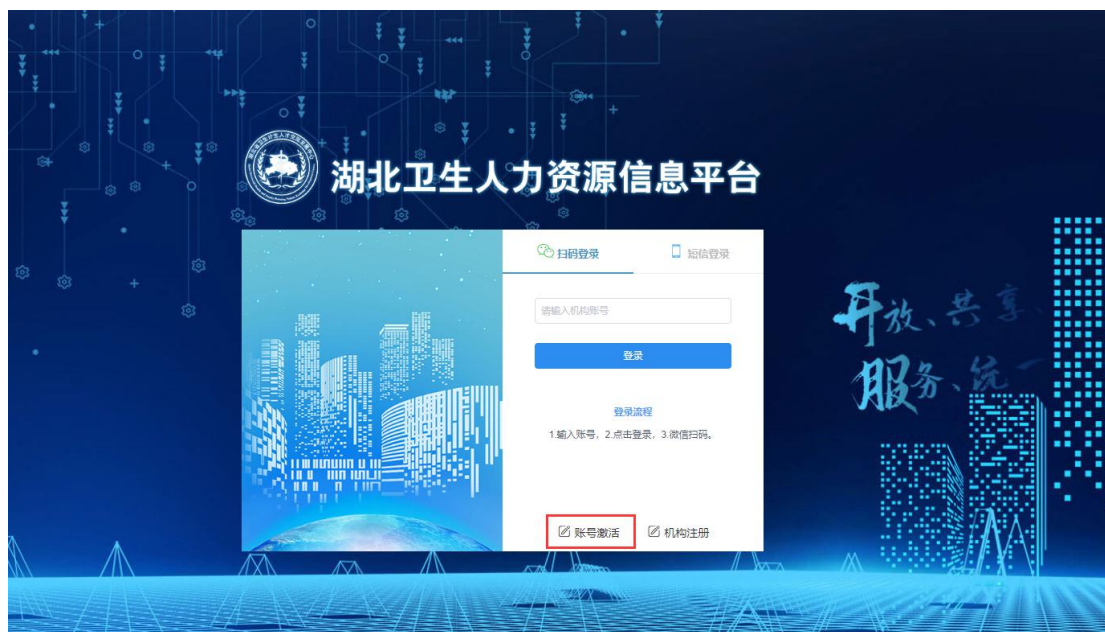 湖北卫生人力资源信息平台
扫码登录
短信登录
请输入机构账号
登录
登录流程
1.输入账号，2.点击登录，3.微信扫码。
账号激活
机构注册
开放、共享、
服务、统一